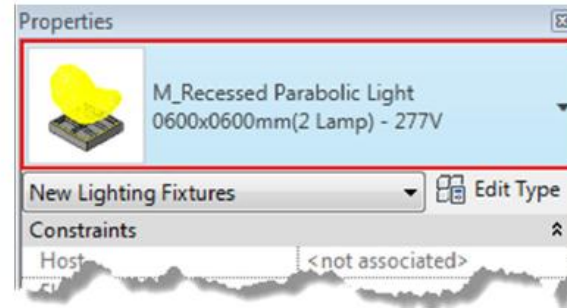 Properties
M_Recessed Parabolic Light
0600x0600mm(2 Lamp) - 277V
New Lighting Fixtures
Edit Type
Constraints
Host
<not associated>